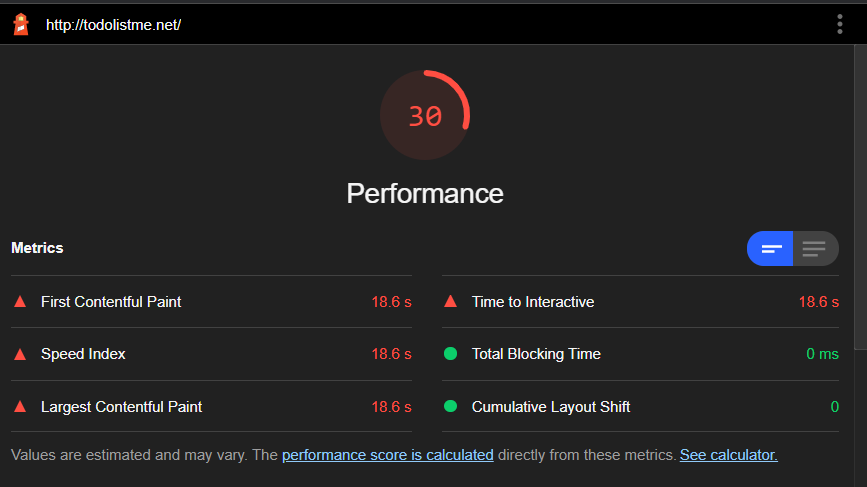 http://todolistme.net/
30
Performance
Metrics
First Contentful Paint 18.6 s
Time to Interactive 18.6 s
Speed Index 18.6 s
Total Blocking Time 0 ms
Largest Contentful Paint 18.6 s
Cumulative Layout Shift 0
Values are estimated and may vary. The performance score is calculated directly from these metrics. See calculator.